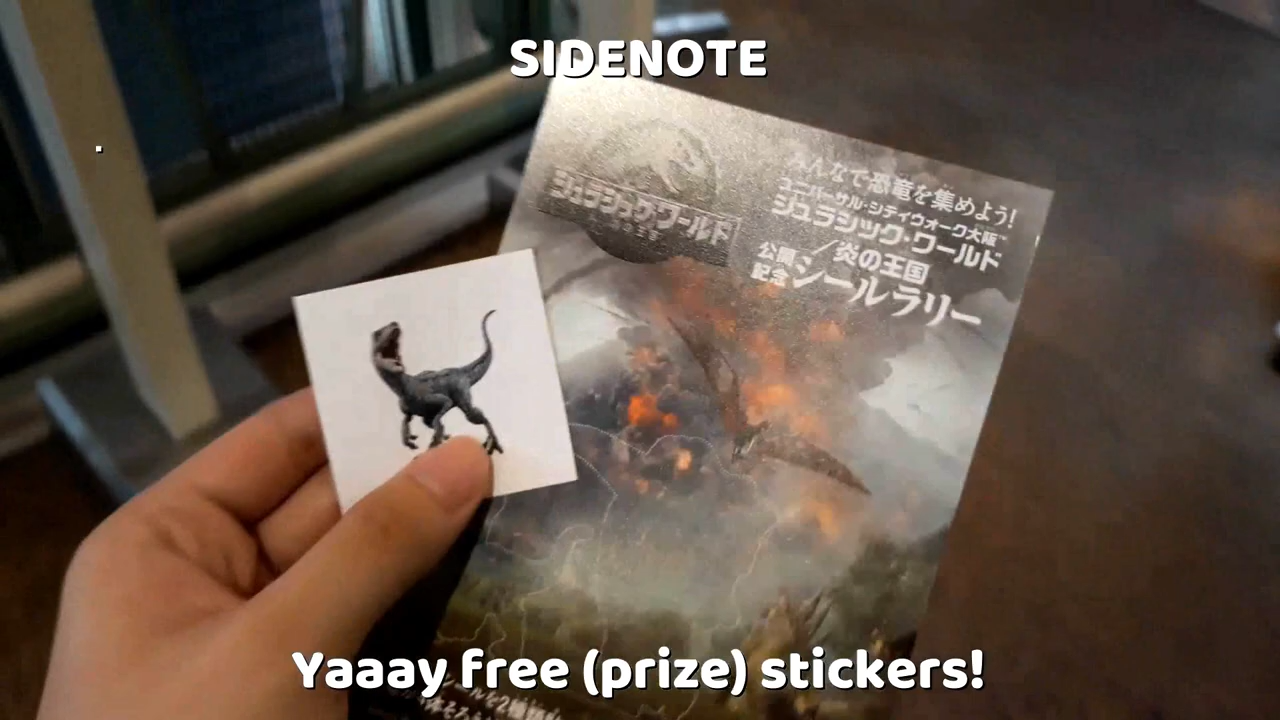 SIDENOTE
みんなで恐竜を集めよう!
ユニバーサル・シティウォーク大阪™
ジュラシック・ワールド
ジュラシック・ワールド
炎の王国
公開
記念
シールラリー
Yaaay free (prize) stickers!